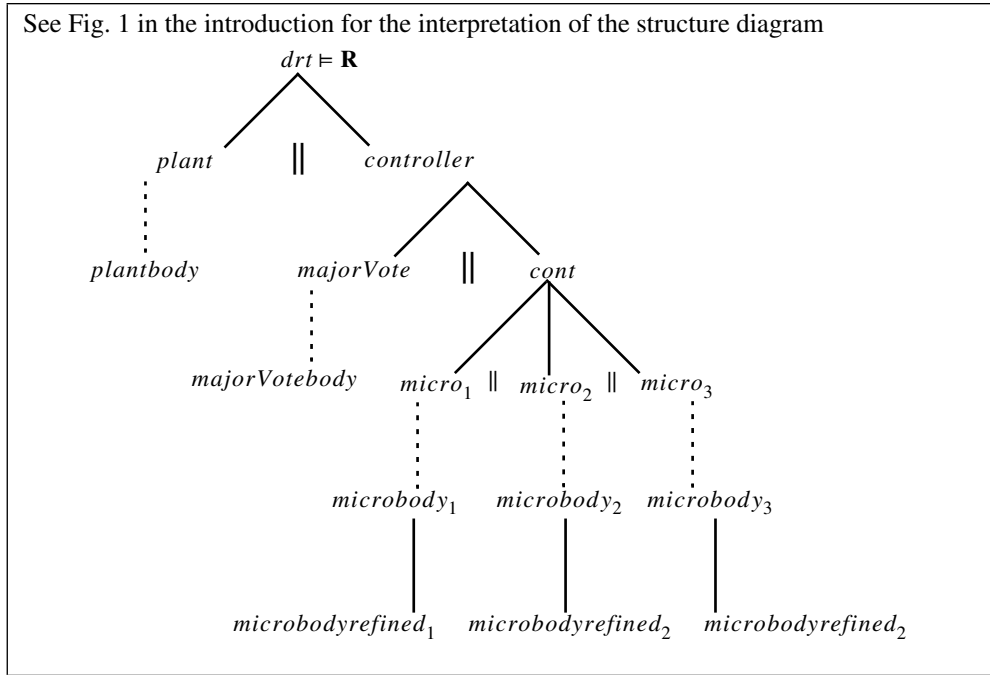 See Fig. 1 in the introduction for the interpretation of the structure diagram
drt ⊨ R
plant || controller
plantbody majorVote || cont
majorVotebody micro₁ || micro₂ || micro₃
microbody₁ microbody₂ microbody₃
microbodyrefined₁ microbodyrefined₂ microbodyrefined₂